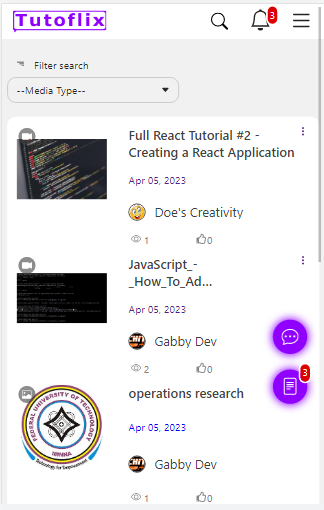 Tutoflix
3
Filter search
--Media Type--
Full React Tutorial #2 -
Creating a React Application
Apr 05, 2023
Doe's Creativity
1
0
JavaScript_-
_How_To_Ad...
Apr 05, 2023
Gabby Dev
2
0
3
operations research
Apr 05, 2023
FEDERAL UNIVERSITY OF TECHNOLOGY
MINNA
Technology for Empowerment
Gabby Dev
1
0